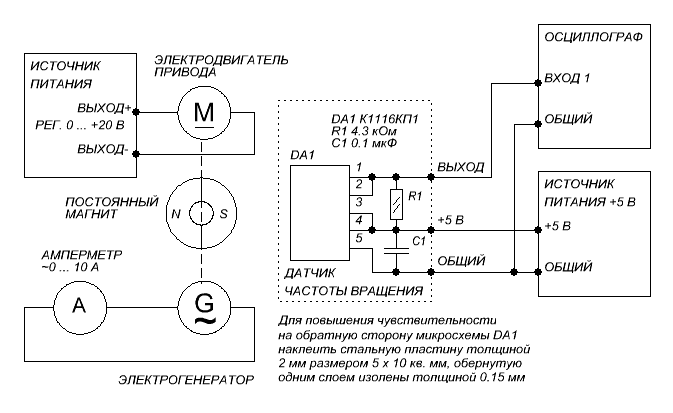 ИСТОЧНИК
ПИТАНИЯ
ВЫХОД+
РЕГ. 0 ... +20 В
ВЫХОД-
ЭЛЕКТРОДВИГАТЕЛЬ
ПРИВОДА
M
ПОСТОЯННЫЙ
МАГНИТ
N
S
АМПЕРМЕТР
~0 ... 10 А
A
G
~
ЭЛЕКТРОГЕНЕРАТОР
DA1 К1116КП1
R1 4.3 кОм
C1 0.1 мкФ
DA1
1
2
3
4
5
R1
C1
ДАТЧИК
ЧАСТОТЫ ВРАЩЕНИЯ
ВЫХОД
+5 В
ОБЩИЙ
ОСЦИЛЛОГРАФ
ВХОД 1
ОБЩИЙ
ИСТОЧНИК
ПИТАНИЯ +5 В
+5 В
ОБЩИЙ
Для повышения чувствительности
на обратную сторону микросхемы DA1
наклеить стальную пластину толщиной
2 мм размером 5 х 10 кв. мм, обернутую
одним слоем изолены толщиной 0.15 мм